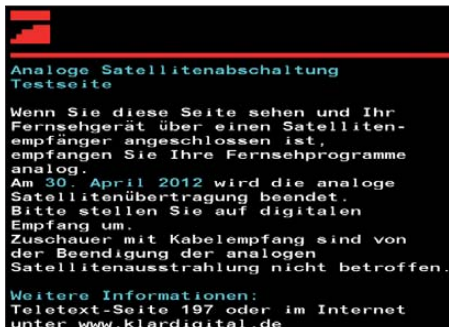 Analoge Satellitenabschaltung
Testseite
Wenn Sie diese Seite sehen und Ihr
Fernsehgerät über einen Satelliten-
empfänger angeschlossen ist,
empfangen Sie Ihre Fernsehprogramme
analog.
Am 30. April 2012 wird die analoge
Satellitenübertragung beendet.
Bitte stellen Sie auf digitalen
Empfang um.
Zuschauer mit Kabelempfang sind von
der Beendigung der analogen
Satellitenausstrahlung nicht betroffen.
Weitere Informationen:
Teletext-Seite 197 oder im Internet
unter www.klardigital.de